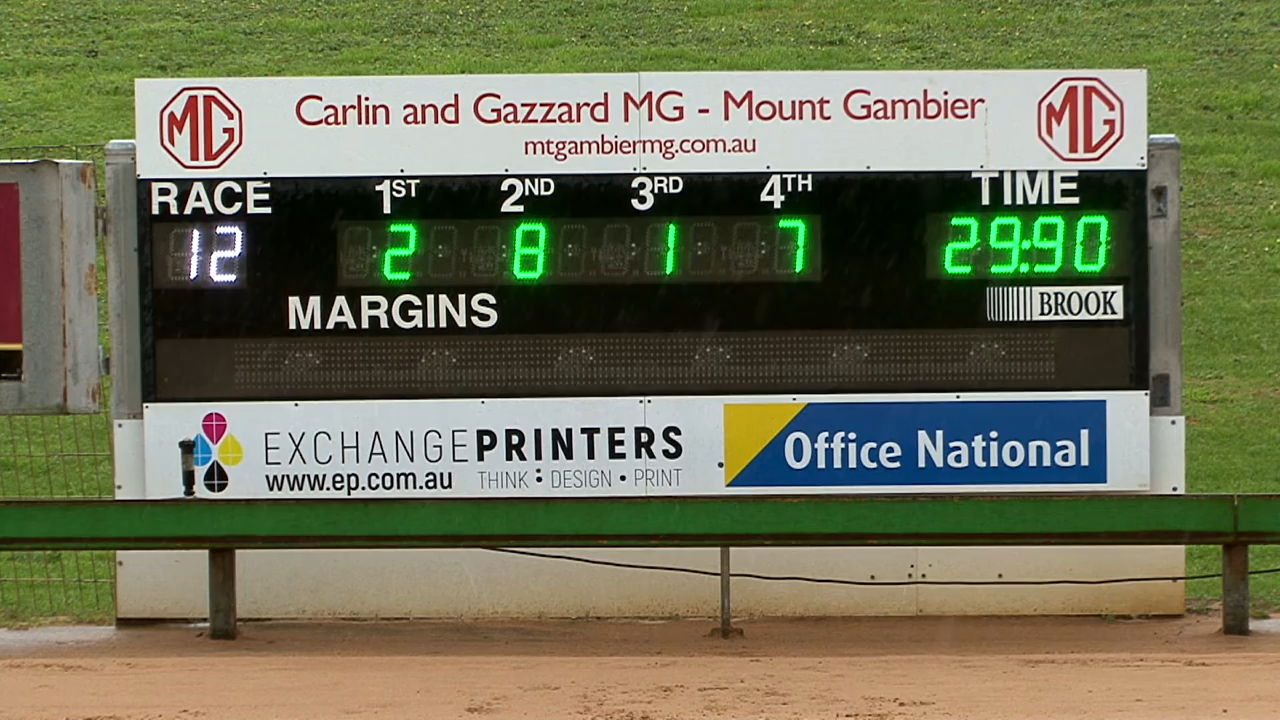 MG Carlin and Gazzard MG - Mount Gambier MG
mtgambiermg.com.au
RACE 1ST 2ND 3RD 4TH TIME
12 2 8 1 7 29:90
MARGINS BROOK
EXCHANGEPRINTERS
www.ep.com.au THINK : DESIGN • PRINT
Office National